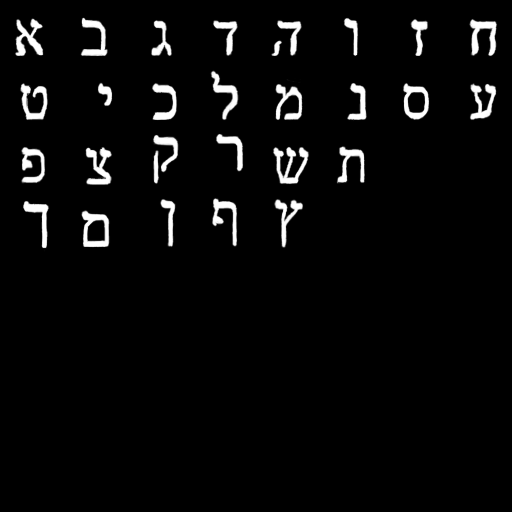 א ב ג ד ה ו ז ח
ט י כ ל מ נ ס ע
פ צ ק ר ש ת
ך ם ן ף ץ